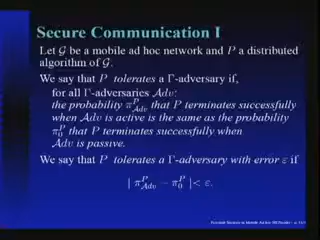 Secure Communication I
Let 𝒢 be a mobile ad hoc network and P a distributed
algorithm of 𝒢.
We say that P tolerates a Γ-adversary if,
for all Γ-adversaries 𝒜dv:
the probability π^P_𝒜dv that P terminates successfully
when 𝒜dv is active is the same as the probability
π^P_0 that P terminates successfully when
𝒜dv is passive.
We say that P tolerates a Γ-adversary with error ε if
| π^P_𝒜dv − π^P_0 |< ε.